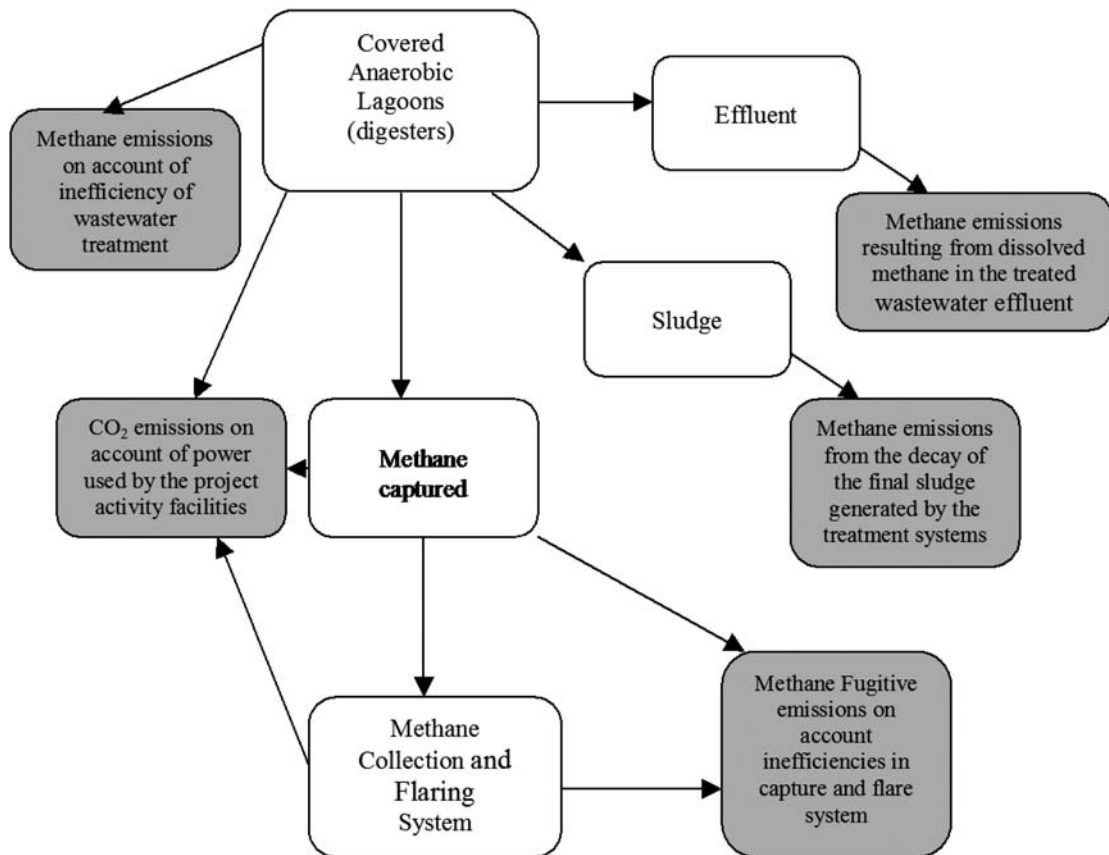 Covered
Anaerobic
Lagoons
(digesters)
Effluent
Methane emissions
on account of
inefficiency of
wastewater
treatment
Methane emissions
resulting from dissolved
methane in the treated
wastewater effluent
Sludge
CO₂ emissions on
account of power
used by the project
activity facilities
Methane
captured
Methane emissions
from the decay of
the final sludge
generated by the
treatment systems
Methane
Collection and
Flaring
System
Methane Fugitive
emissions on
account
inefficiencies in
capture and flare
system